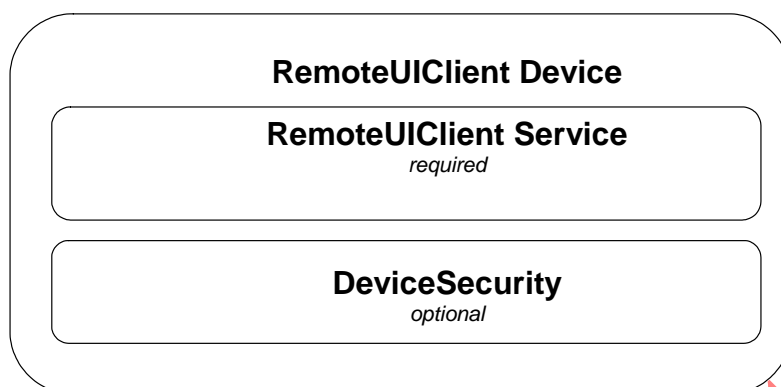 RemoteUIClient Device
RemoteUIClient Service
required
DeviceSecurity
optional